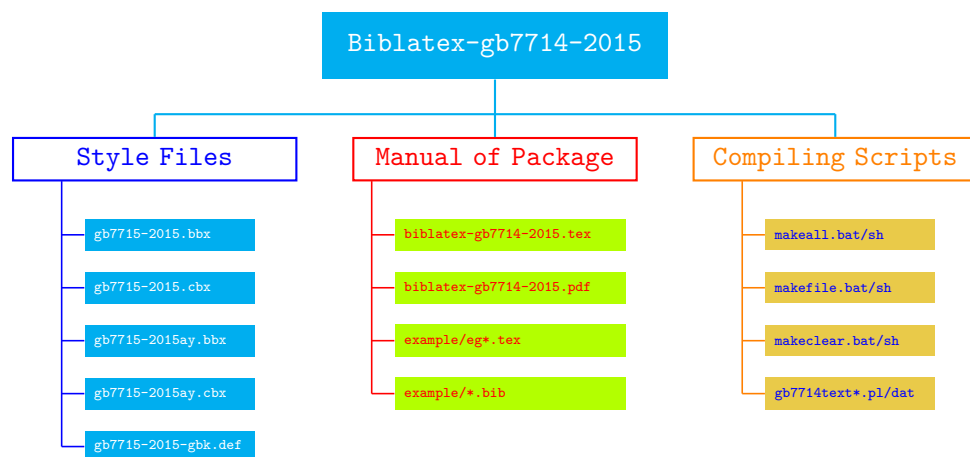 Biblatex-gb7714-2015
Style Files
gb7715-2015.bbx
gb7715-2015.cbx
gb7715-2015ay.bbx
gb7715-2015ay.cbx
gb7715-2015-gbk.def
Manual of Package
biblatex-gb7714-2015.tex
biblatex-gb7714-2015.pdf
example/eg*.tex
example/*.bib
Compiling Scripts
makeall.bat/sh
makefile.bat/sh
makeclear.bat/sh
gb7714text*.pl/dat